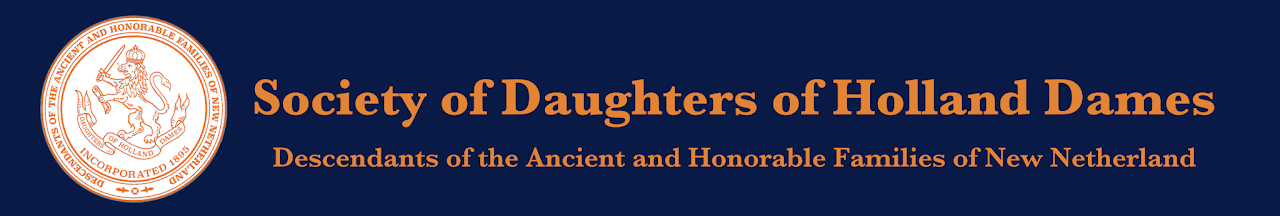 DESCENDANTS OF THE ANCIENT AND HONORABLE FAMILIES OF NEW NETHERLAND
DAUGHTERS OF HOLLAND DAMES
INCORPORATED 1895
Society of Daughters of Holland Dames
Descendants of the Ancient and Honorable Families of New Netherland